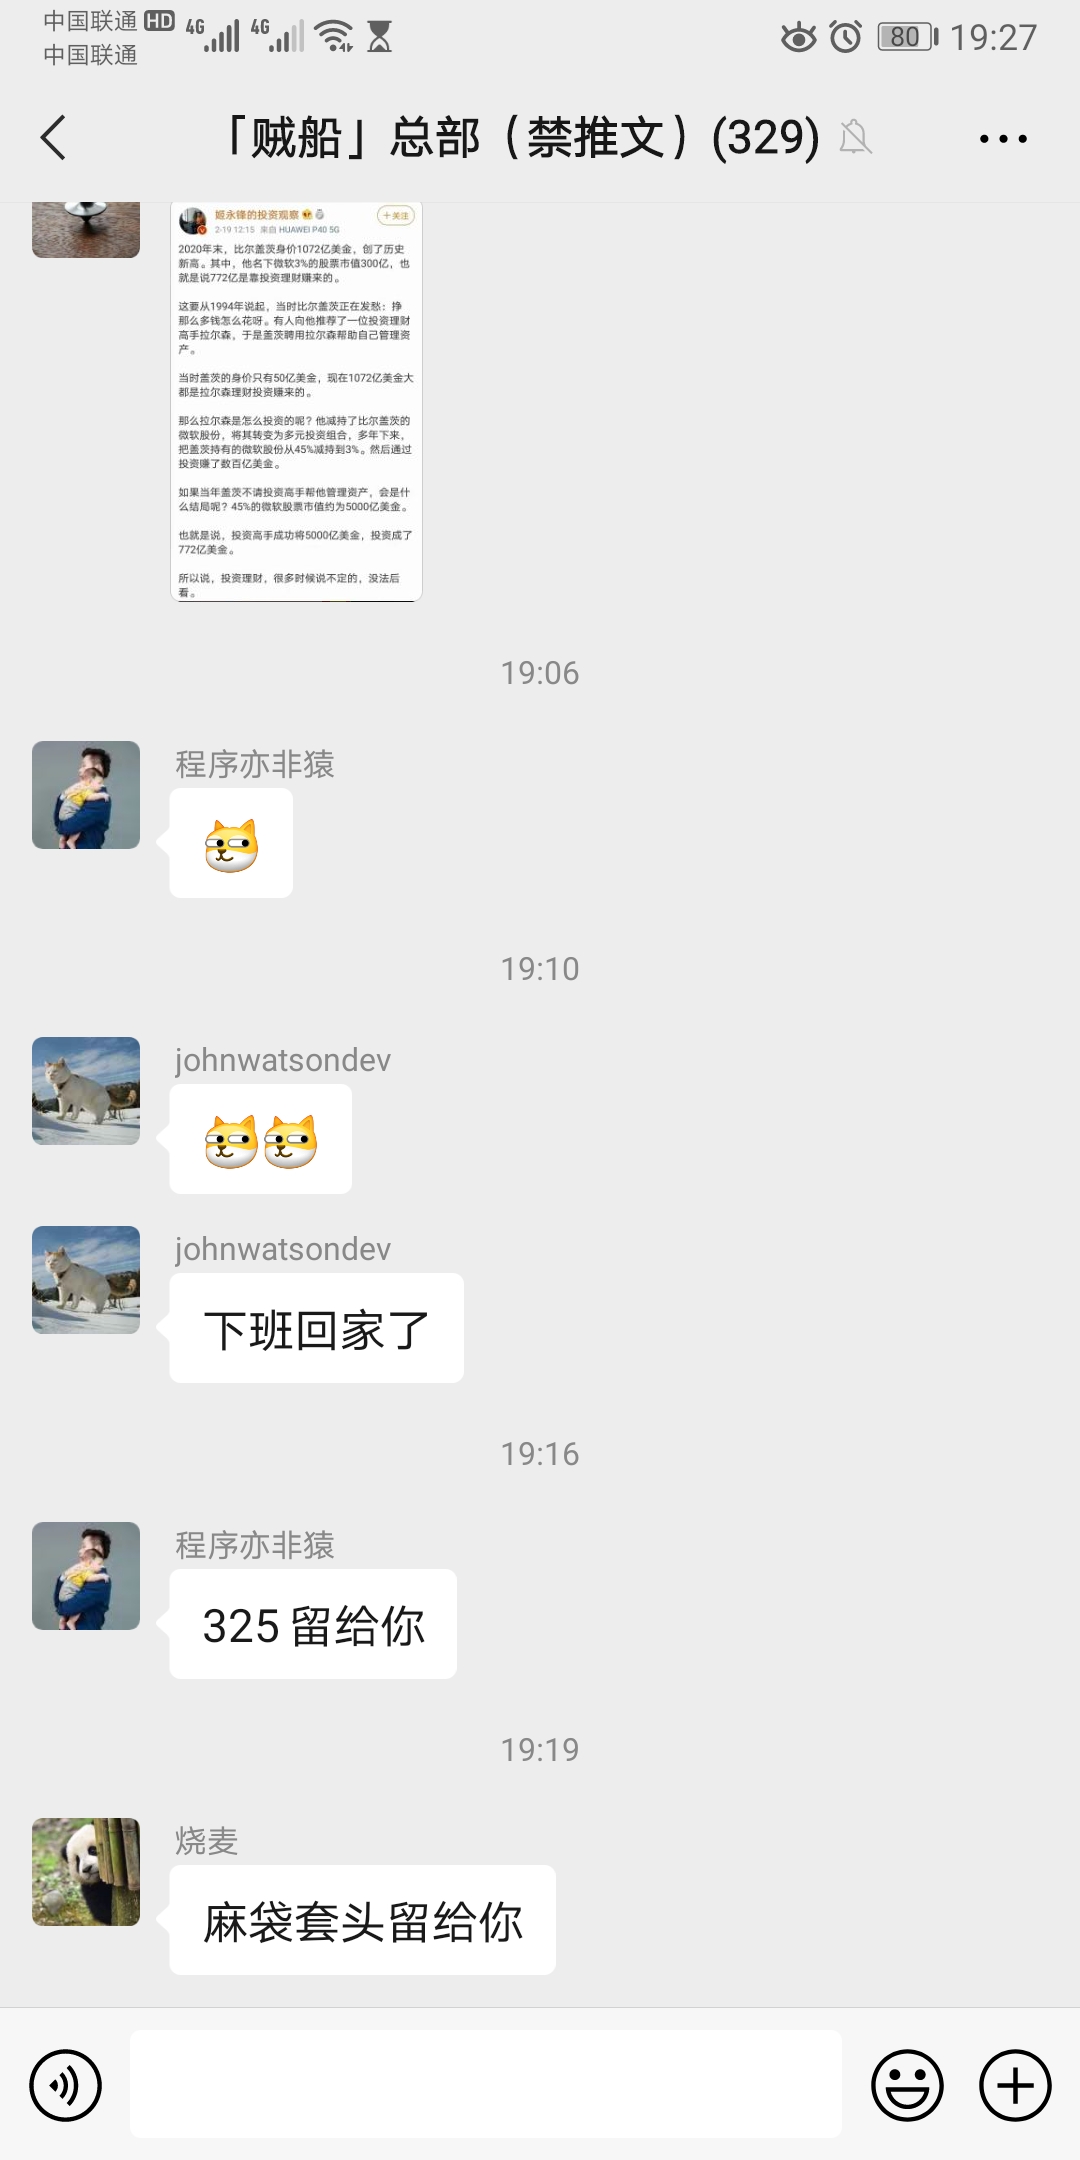 中国联通 HD 4G 4G 80 19:27
中国联通
「贼船」总部（禁推文）(329)
姬永锋的投资观察
+关注
2-19 12:15 来自 HUAWEI P40 5G
2020年末，比尔盖茨身价1072亿美金，创了历史
新高。其中，他名下微软3%的股票市值300亿，也
就是说772亿是靠投资理财赚来的。
这要从1994年说起，当时比尔盖茨正在发愁：挣
那么多钱怎么花呀。有人向他推荐了一位投资理财
高手拉尔森，于是盖茨聘用拉尔森帮助自己管理资
产。
当时盖茨的身价只有50亿美金，现在1072亿美金大
都是拉尔森理财投资赚来的。
那么拉尔森是怎么投资的呢？他减持了比尔盖茨的
微软股份，将其转变为多元投资组合，多年下来，
把盖茨持有的微软股份从45%减持到3%。然后通过
投资赚了数百亿美金。
如果当年盖茨不请投资高手帮他管理资产，会是什
么结局呢？45%的微软股票市值约为5000亿美金。
也就是说，投资高手成功将5000亿美金，投资成了
772亿美金。
所以说，投资理财，很多时候说不定的，没法后
看。
19:06
程序亦非猿
19:10
johnwatsondev
johnwatsondev
下班回家了
19:16
程序亦非猿
325 留给你
19:19
烧麦
麻袋套头留给你